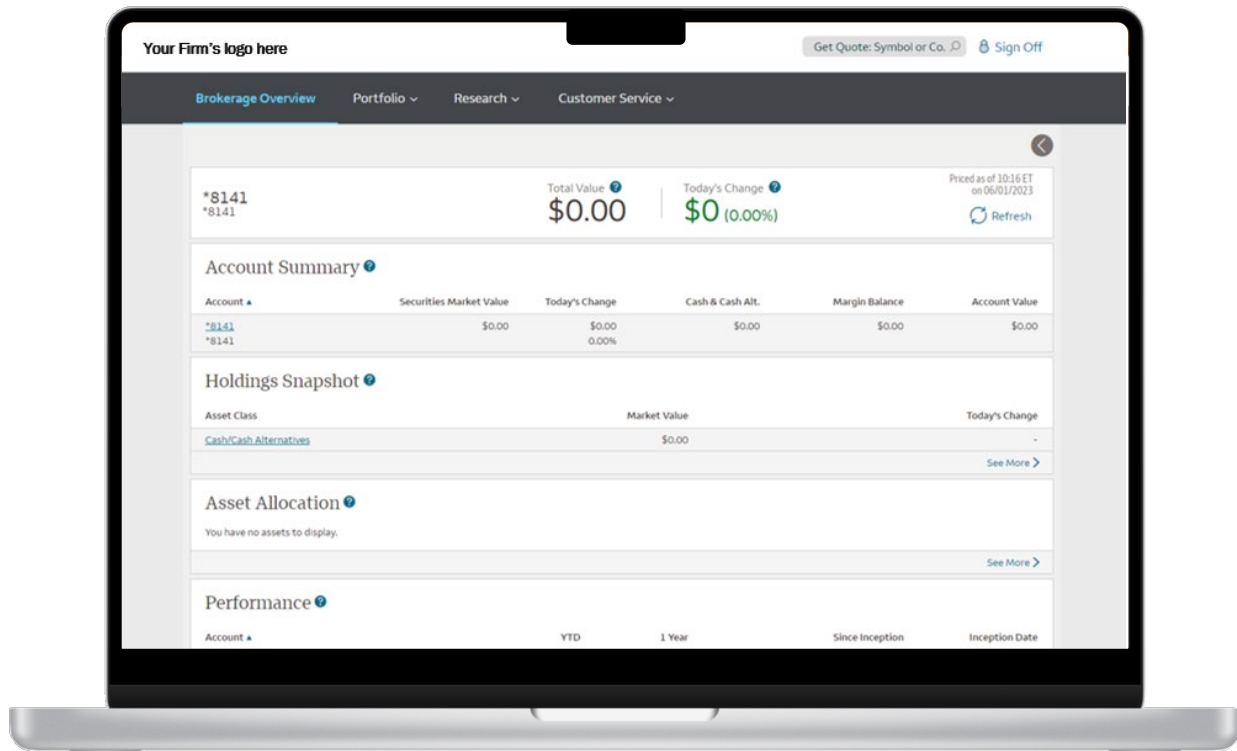 Your Firm's logo here
Get Quote: Symbol or Co.
Sign Off
Brokerage Overview Portfolio Research Customer Service
*8141
*8141
Total Value ?
$0.00
Today's Change ?
$0 (0.00%)
Priced as of 10:16 ET
on 06/01/2023
Refresh
Account Summary ?
Account Securities Market Value Today's Change Cash & Cash Alt. Margin Balance Account Value
*8141 $0.00 $0.00 $0.00 $0.00 $0.00
*8141 0.00%
Holdings Snapshot ?
Asset Class Market Value Today's Change
Cash/Cash Alternatives $0.00 -
See More
Asset Allocation ?
You have no assets to display.
See More
Performance ?
Account YTD 1 Year Since Inception Inception Date